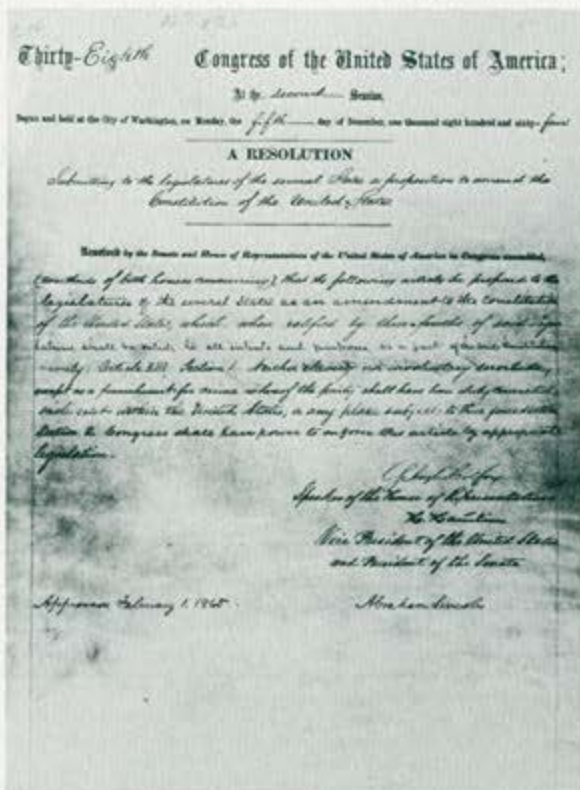 Thirty-Eighth Congress of the United States of America;
At the second Session,
Begun and held at the City of Washington, on Monday, the fifth day of December, one thousand eight hundred and sixty-four
A RESOLUTION
Submitting to the legislatures of the several States a proposition to amend the
Constitution of the United States
Resolved by the Senate and House of Representatives of the United States of America in Congress assembled,
(two thirds of both houses concurring) that the following article be proposed to the
legislatures of the several States as an amendment to the Constitution
of the United States, which, when ratified by three-fourths of said
shall be valid, to all intents and purposes, as a part of said Constitution
namely: Article XIII. Section 1. Neither slavery nor involuntary servitude,
except as a punishment for crime whereof the party shall have been duly convicted,
shall exist within the United States, or any place subject to their jurisdiction
Section 2. Congress shall have power to enforce this article by appropriate
legislation.
Speaker of the House of Representatives
H. Hamlin
Vice President of the United States
and President of the Senate
Approved February 1. 1865. Abraham Lincoln